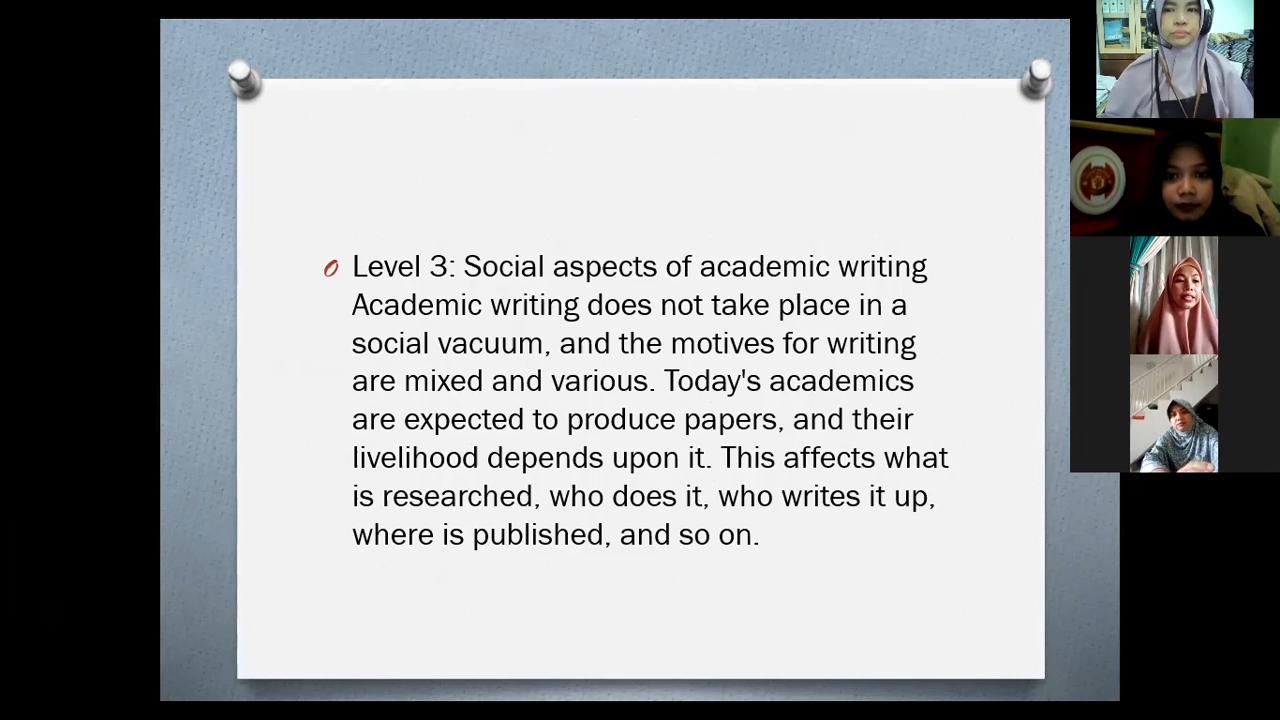 Level 3: Social aspects of academic writing
Academic writing does not take place in a
social vacuum, and the motives for writing
are mixed and various. Today's academics
are expected to produce papers, and their
livelihood depends upon it. This affects what
is researched, who does it, who writes it up,
where is published, and so on.